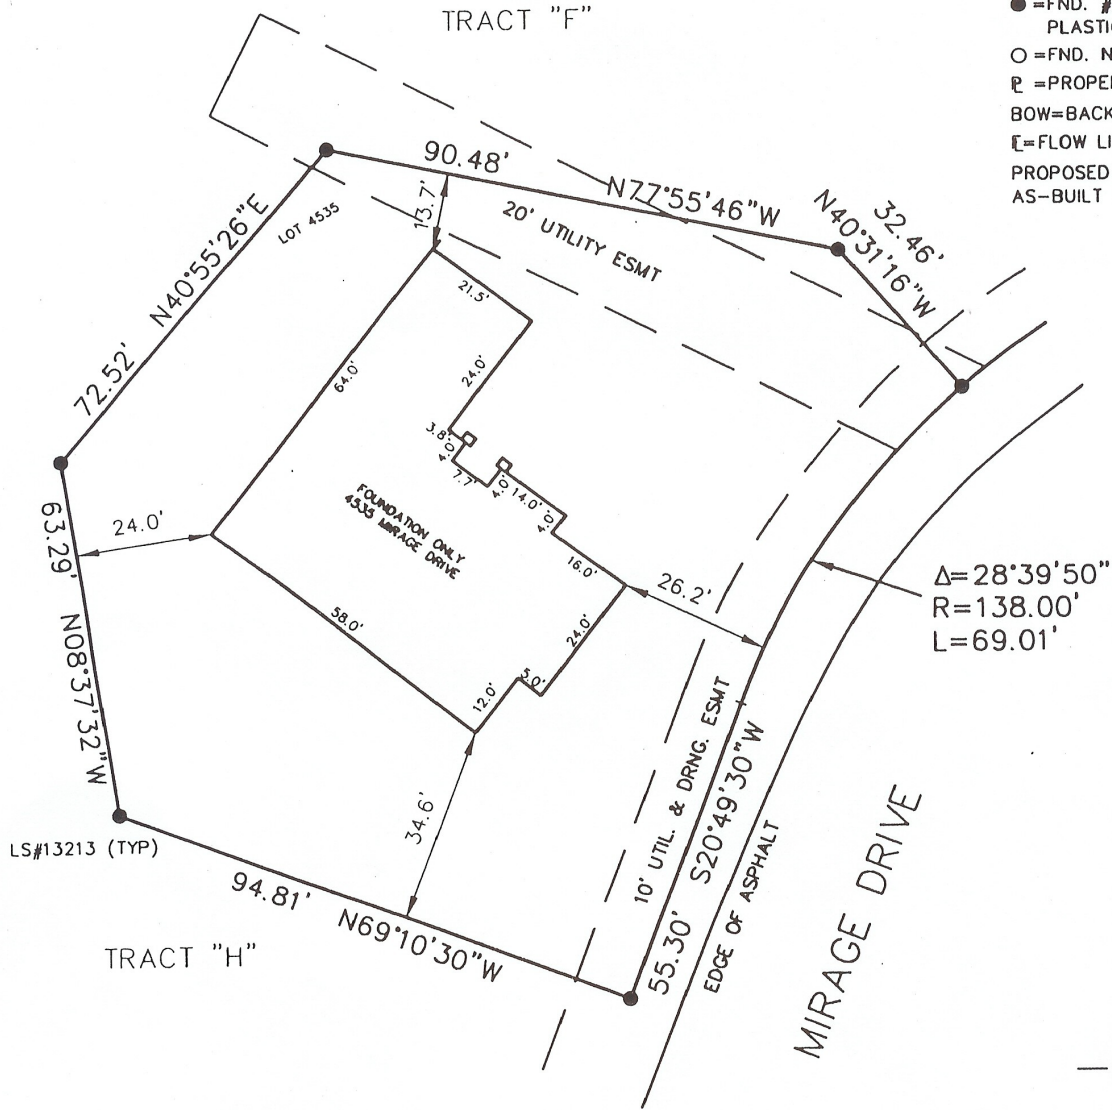 TRACT "F"
=FND. #
PLASTI
=FND. N
=PROPE
BOW=BACK
=FLOW LI
PROPOSED
AS-BUILT
90.48'
N77°55'46"W
N40°31'16"W
32.46'
13.7'
20' UTILITY ESMT
LOT 4535
N40°55'26"E
72.52'
21.5'
24.0'
64.0'
3.8'
4.0'
7.7'
4.0'
14.0'
4.0'
16.0'
FOUNDATION ONLY
4535 MIRAGE DRIVE
63.29'
N08°37'32"W
24.0'
26.2'
Δ=28°39'50"
R=138.00'
L=69.01'
58.0'
24.0'
5.0'
12.0'
34.6'
10' UTIL. & DRNG. ESMT
55.30' S20°49'30"W
EDGE OF ASPHALT
MIRAGE DRIVE
LS#13213 (TYP)
94.81' N69°10'30"W
TRACT "H"